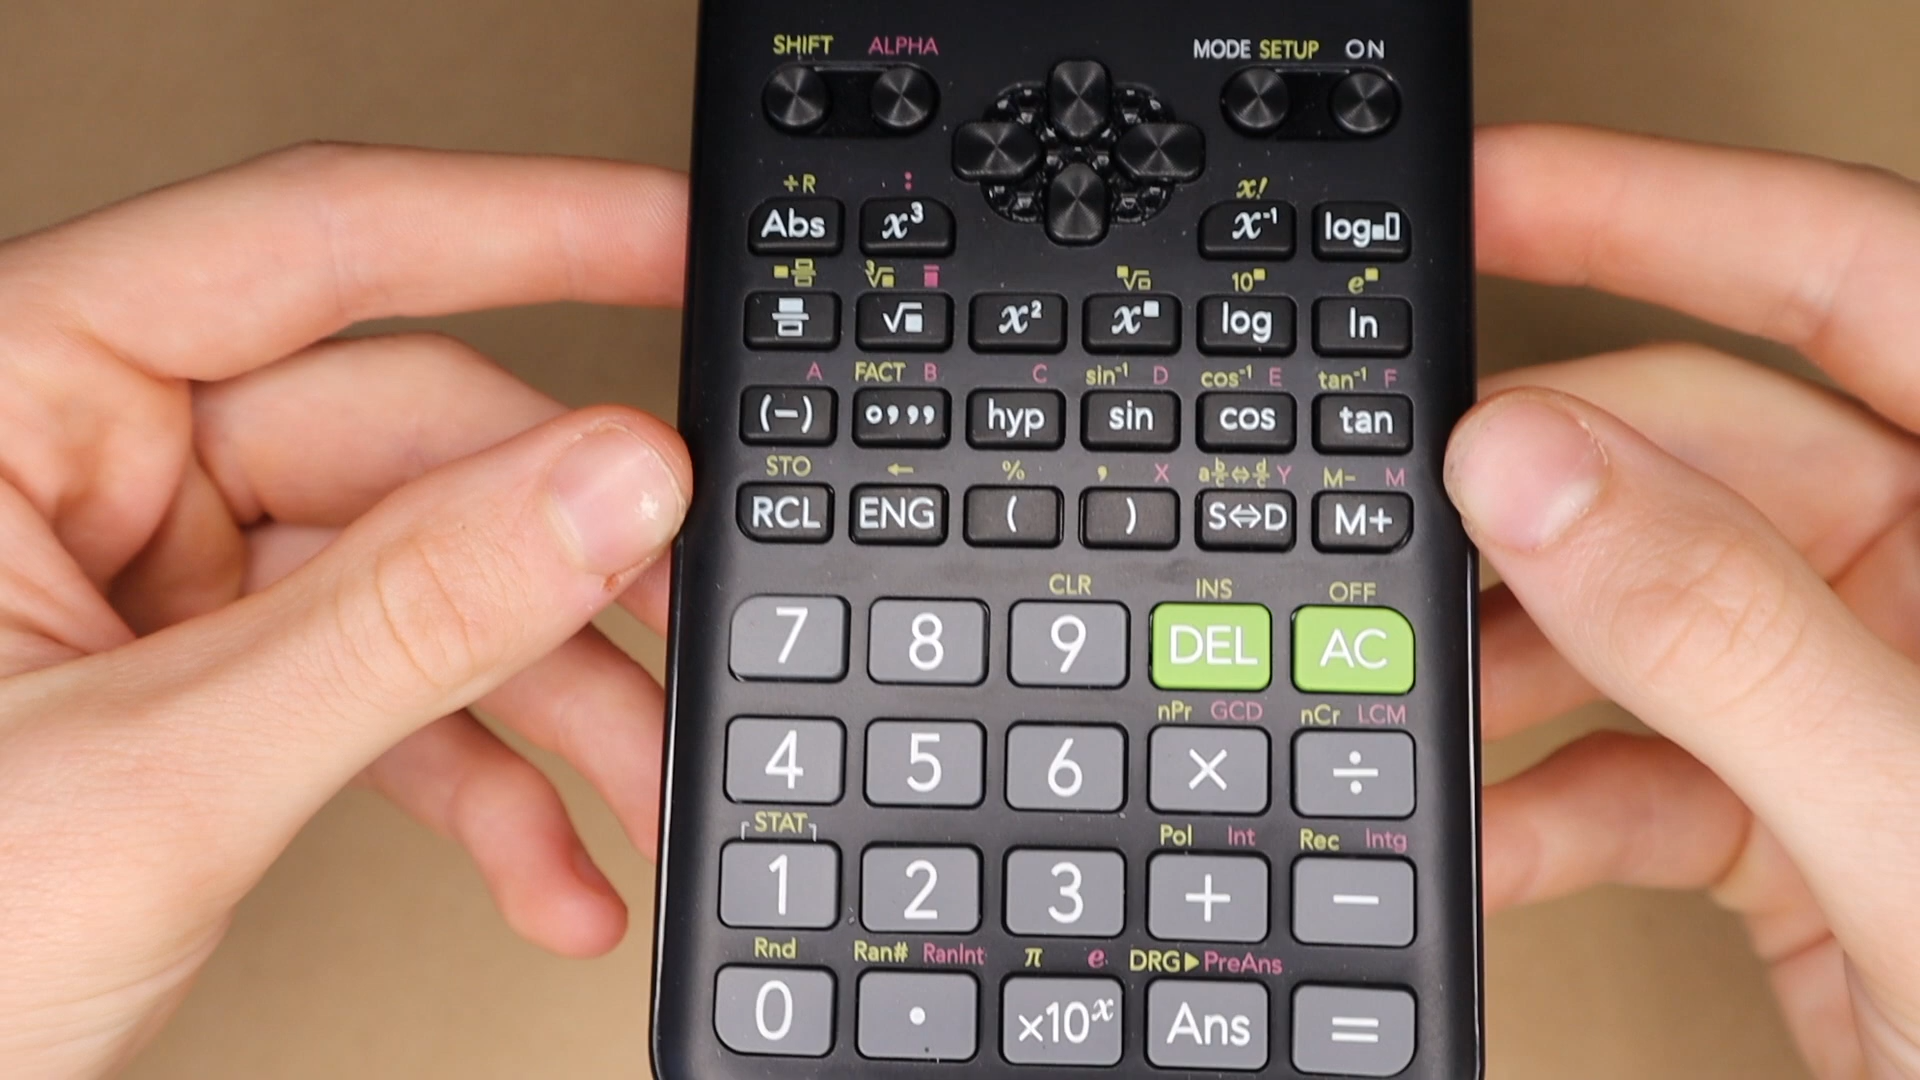 SHIFT ALPHA MODE SETUP ON
÷R : x!
Abs x³ x⁻¹ log▪▯
▪▪/▯ ³√▪ ▪̅ ▪√▯ 10▪ e▪
▪/▯ √▪ x² x▪ log ln
A FACT B C sin⁻¹ D cos⁻¹ E tan⁻¹ F
(−) °,,, hyp sin cos tan
STO ← % , X a b/c⇔d/c Y M− M
RCL ENG ( ) S⇔D M+
CLR INS OFF
7 8 9 DEL AC
nPr GCD nCr LCM
4 5 6 × ÷
STAT Pol Int Rec Intg
1 2 3 + −
Rnd Ran# RanInt π e DRG▶ PreAns
0 . ×10ˣ Ans =